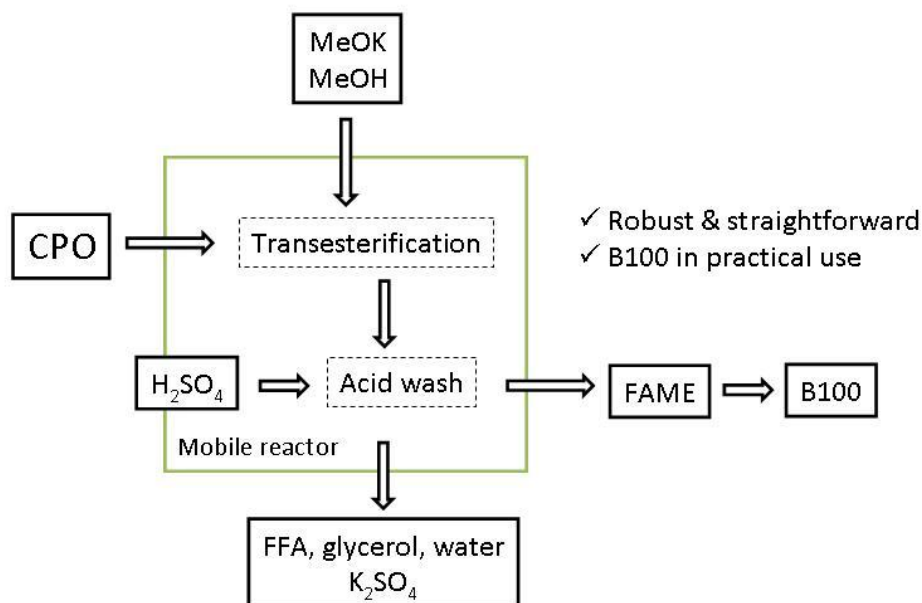 MeOK
MeOH
CPO
Transesterification
✓ Robust & straightforward
✓ B100 in practical use
H₂SO₄
Acid wash
FAME
B100
Mobile reactor
FFA, glycerol, water
K₂SO₄